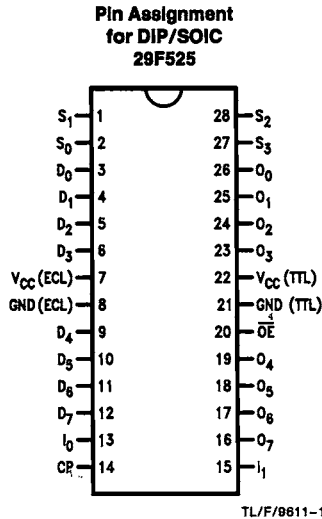 Pin Assignment
for DIP/SOIC
29F525
S₁ 1 28 S₂
S₀ 2 27 S₃
D₀ 3 26 O₀
D₁ 4 25 O₁
D₂ 5 24 O₂
D₃ 6 23 O₃
V_CC (ECL) 7 22 V_CC (TTL)
GND (ECL) 8 21 GND (TTL)
D₄ 9 20 O̅E̅
D₅ 10 19 O₄
D₆ 11 18 O₅
D₇ 12 17 O₆
I₀ 13 16 O₇
CP 14 15 I₁
TL/F/9611-1